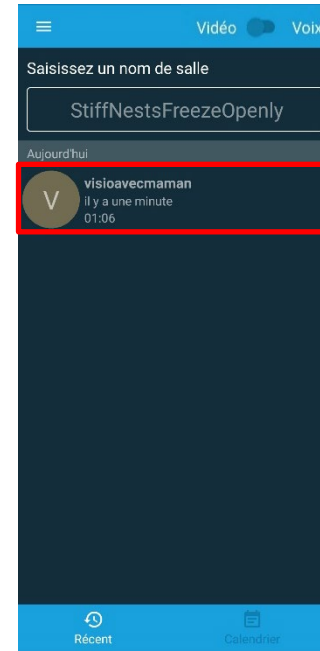 Vidéo Voix
Saisissez un nom de salle
StiffNestsFreezeOpenly
Aujourd'hui
V
visioavecmaman
il y a une minute
01:06
Récent Calendrier